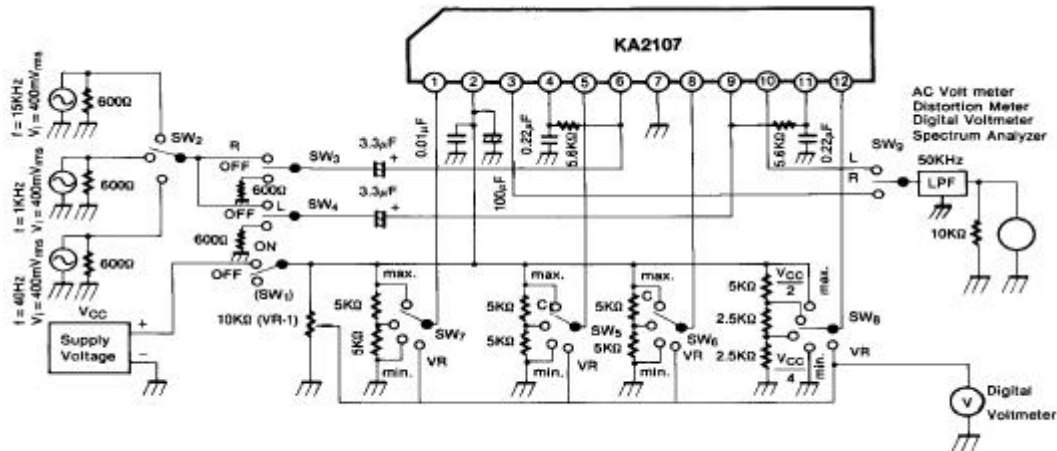 KA2107
1 2 3 4 5 6 7 8 9 10 11 12
AC Volt meter
Distortion Meter
Digital Voltmeter
Spectrum Analyzer
f = 15KHz
Vi = 400mVrms
600Ω
SW2
R
OFF
SW3
3.3μF
+
0.01μF
100μF
0.22μF
5.6KΩ
5.6KΩ
0.22μF
L
R
SW9
50KHz
LPF
10KΩ
f = 1KHz
Vi = 400mVrms
600Ω
600Ω
L
OFF
SW4
3.3μF
+
600Ω
f = 40Hz
Vi = 400mVrms
600Ω
ON
OFF
(SW1)
VCC
Supply
Voltage
+
−
10KΩ (VR-1)
5KΩ
5KΩ
max.
min.
SW7
VR
5KΩ
5KΩ
max.
C
min.
SW5
VR
5KΩ
5KΩ
max.
C
min.
SW6
VR
5KΩ
2.5KΩ
2.5KΩ
VCC
2
VCC
4
max.
min.
SW8
VR
V
Digital
Voltmeter